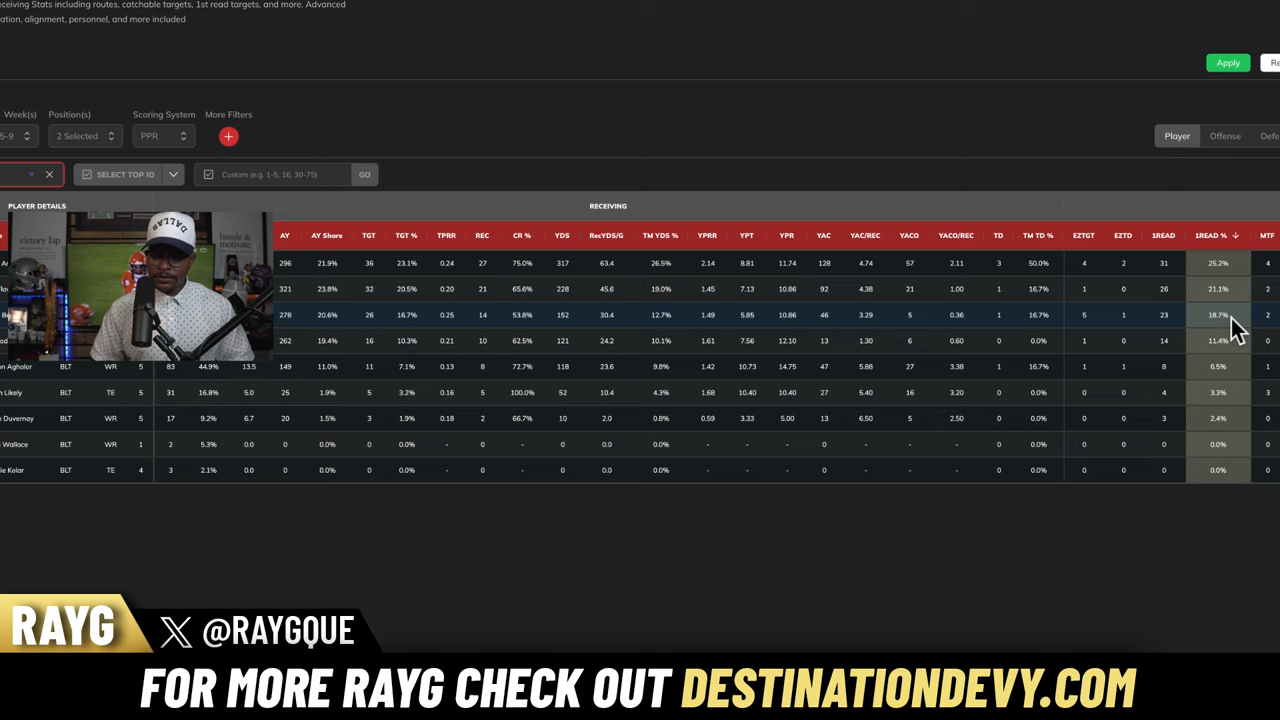 eceiving Stats including routes, catchable targets, 1st read targets, and more. Advanced
ation, alignment, personnel, and more included
Apply Re
Week(s) Position(s) Scoring System More Filters
5-9 2 Selected PPR + Player Offense Defe
SELECT TOP 10 Custom (e.g. 1-5, 16, 30-75) GO
PLAYER DETAILS RECEIVING
AY AY Share TGT TGT % TPRR REC CR % YDS RecYDS/G TM YDS % YPRR YPT YPR YAC YAC/REC YACO YACO/REC TD TM TD % EZTGT EZTD 1READ 1READ % MTF
296 21.9% 36 23.1% 0.24 27 75.0% 317 63.4 26.5% 2.14 8.81 11.74 128 4.74 57 2.11 3 50.0% 4 2 31 25.2% 4
321 23.8% 32 20.5% 0.20 21 65.6% 228 45.6 19.0% 1.45 7.13 10.86 92 4.38 21 1.00 1 16.7% 1 0 26 21.1% 2
278 20.6% 26 16.7% 0.25 14 53.8% 152 30.4 12.7% 1.49 5.85 10.86 46 3.29 5 0.36 1 16.7% 5 1 23 18.7% 2
262 19.4% 16 10.3% 0.21 10 62.5% 121 24.2 10.1% 1.61 7.56 12.10 13 1.30 6 0.60 0 0.0% 1 0 14 11.4% 0
n Agholor BLT WR 5 83 44.9% 13.5 149 11.0% 11 7.1% 0.13 8 72.7% 118 23.6 9.8% 1.42 10.73 14.75 47 5.88 27 3.38 1 16.7% 1 1 8 6.5% 0
h Likely BLT TE 5 31 16.8% 5.0 25 1.9% 5 3.2% 0.16 5 100.0% 52 10.4 4.3% 1.68 10.40 10.40 27 5.40 16 3.20 0 0.0% 0 0 4 3.3% 3
n Duvernay BLT WR 5 17 9.2% 6.7 20 1.5% 3 1.9% 0.18 2 66.7% 10 2.0 0.8% 0.59 3.33 5.00 13 6.50 5 2.50 0 0.0% 0 0 3 2.4% 0
Wallace BLT WR 1 2 5.3% 0.0 0 0.0% 0 0.0% - 0 - 0 0.0 0.0% - - - 0 - 0 - 0 0.0% 0 0 0 0.0% 0
ie Kolar BLT TE 4 3 2.1% 0.0 0 0.0% 0 0.0% - 0 - 0 0.0 0.0% - - - 0 - 0 - 0 0.0% 0 0 0 0.0% 0
victory lap
hustle &
motivate
DALLAS
RAYG X @RAYGQUE
FOR MORE RAYG CHECK OUT DESTINATIONDEVY.COM